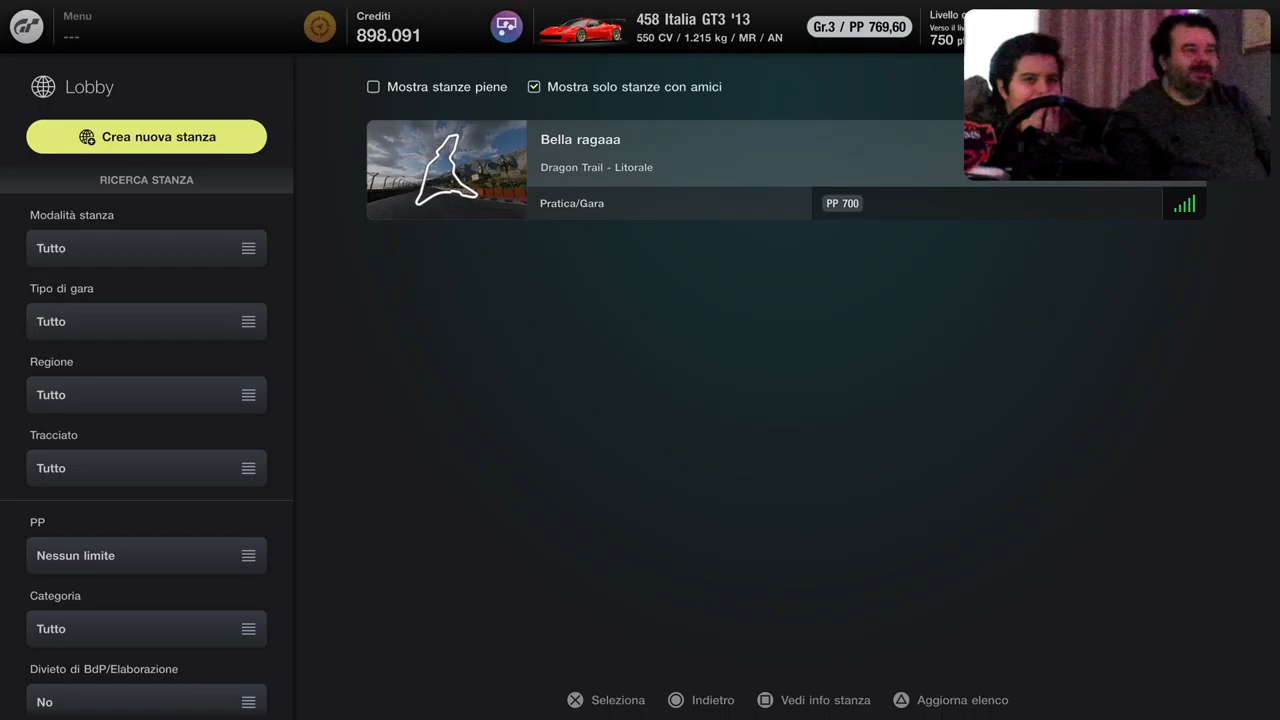 Menu
---
Crediti
898.091
458 Italia GT3 '13
550 CV / 1.215 kg / MR / AN
Gr.3 / PP 769,60
Verso il
750
Lobby
Crea nuova stanza
RICERCA STANZA
Modalità stanza
Tutto
Tipo di gara
Tutto
Regione
Tutto
Tracciato
Tutto
PP
Nessun limite
Categoria
Tutto
Divieto di BdP/Elaborazione
No
Mostra stanze piene
Mostra solo stanze con amici
Bella ragaaa
Dragon Trail - Litorale
Pratica/Gara
PP 700
Seleziona
Indietro
Vedi info stanza
Aggiorna elenco